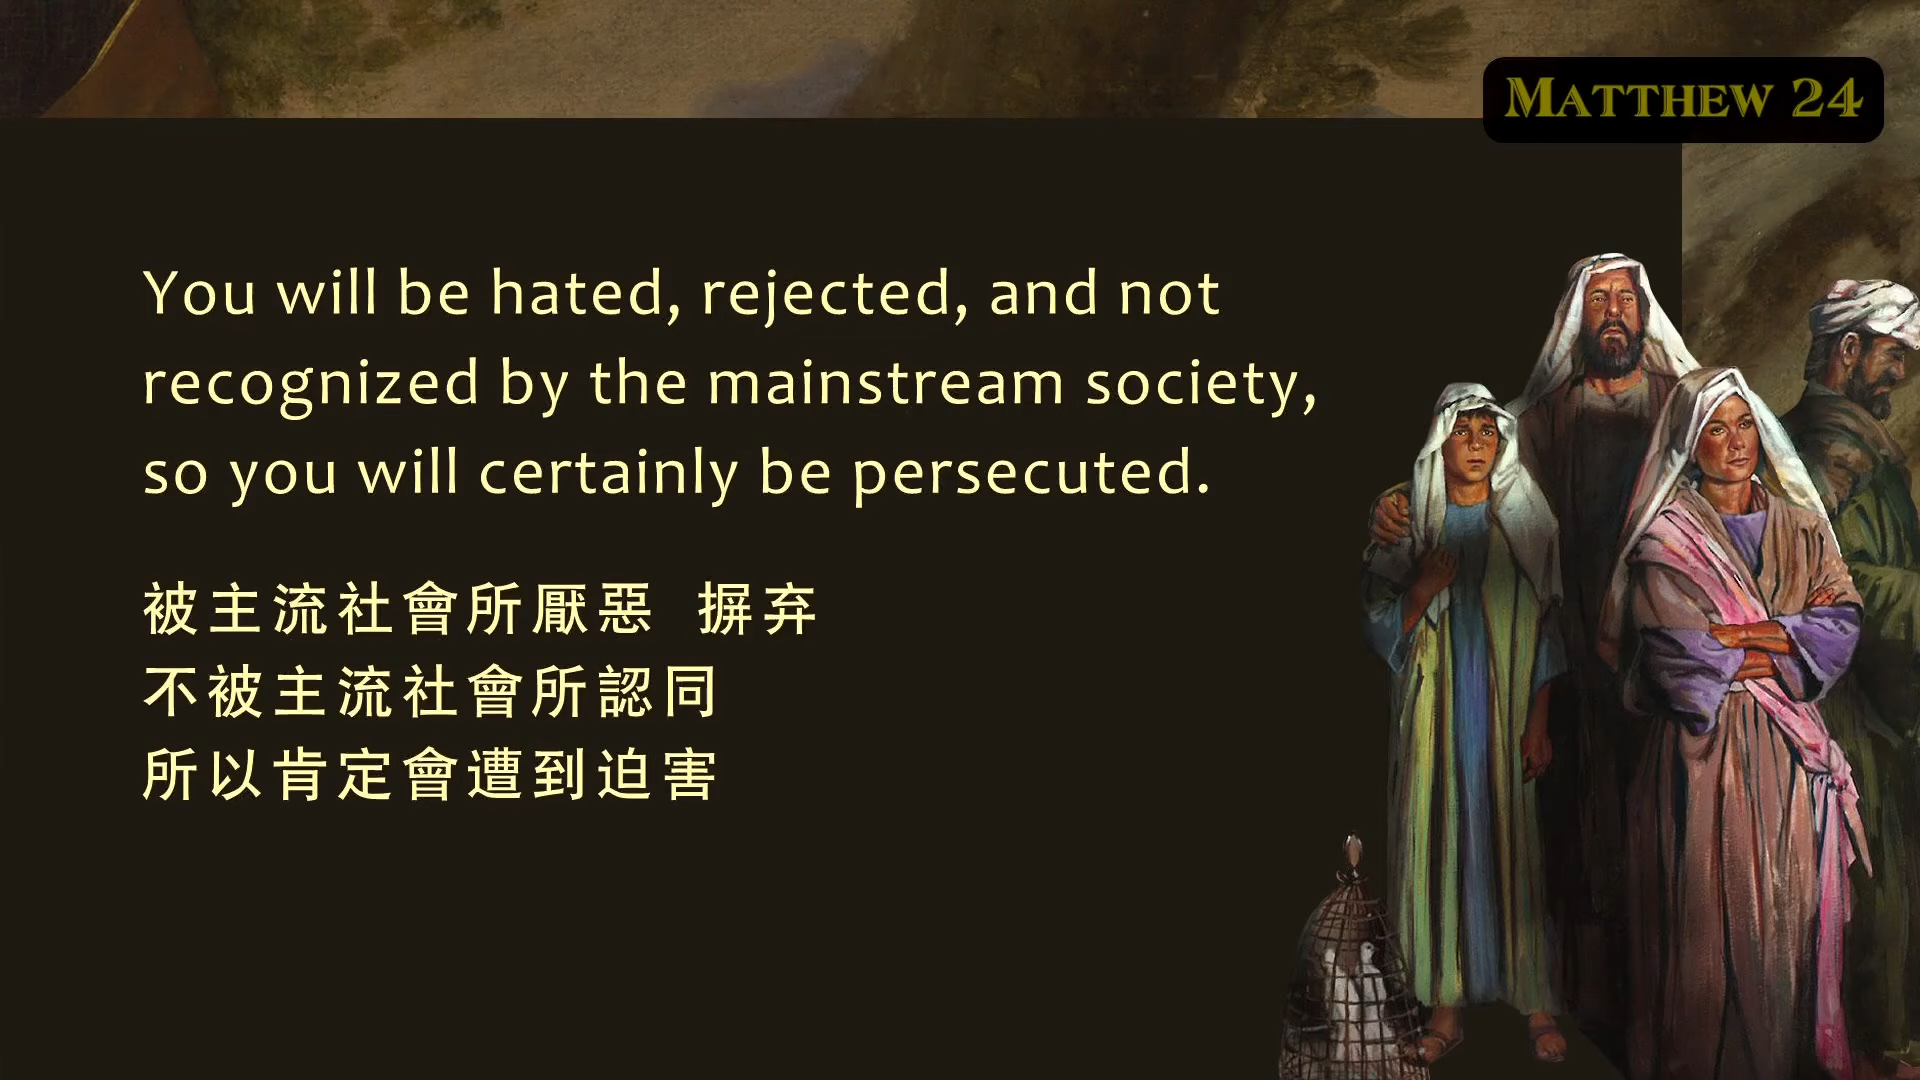 MATTHEW 24
You will be hated, rejected, and not
recognized by the mainstream society,
so you will certainly be persecuted.
被主流社會所厭惡 摒弃
不被主流社會所認同
所以肯定會遭到迫害